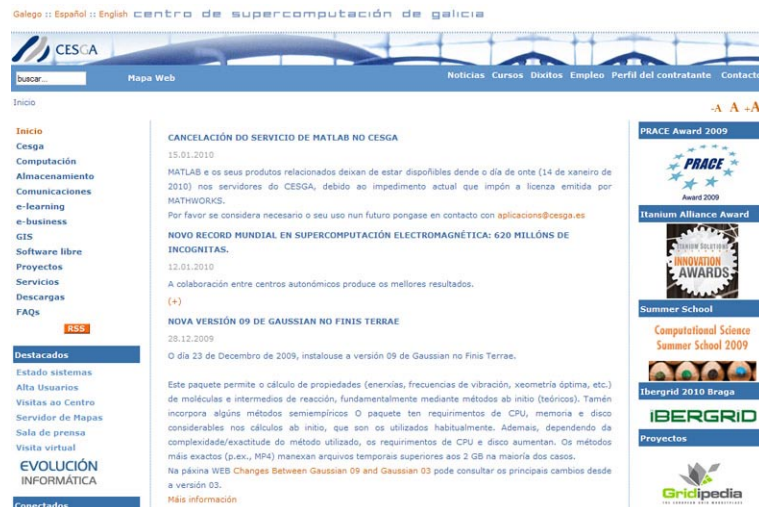 Galego :: Español :: English centro de supercomputación de galicia
CESGA
buscar...
Mapa Web
Noticias Cursos Dixitos Empleo Perfil del contratante Contacto
Inicio
-A A +A
Inicio
Cesga
Computación
Almacenamiento
Comunicaciones
e-learning
e-business
GIS
Software libre
Proyectos
Servicios
Descargas
FAQs
RSS
Destacados
Estado sistemas
Alta Usuarios
Visitas ao Centro
Servidor de Mapas
Sala de prensa
Visita virtual
EVOLUCIÓN
INFORMÁTICA
Conectados
CANCELACIÓN DO SERVICIO DE MATLAB NO CESGA
15.01.2010
MATLAB e os seus produtos relacionados deixan de estar dispoñibles dende o día de onte (14 de xaneiro de
2010) nos servidores do CESGA, debido ao impedimento actual que impón a licenza emitida por
MATHWORKS.
Por favor se considera necesario o seu uso nun futuro pongase en contacto con aplicacions@cesga.es
NOVO RECORD MUNDIAL EN SUPERCOMPUTACIÓN ELECTROMAGNÉTICA: 620 MILLÓNS DE
INCOGNITAS.
12.01.2010
A colaboración entre centros autonómicos produce os mellores resultados.
(+)
NOVA VERSIÓN 09 DE GAUSSIAN NO FINIS TERRAE
28.12.2009
O día 23 de Decembro de 2009, instalouse a versión 09 de Gaussian no Finis Terrae.
Este paquete permite o cálculo de propiedades (enerxías, frecuencias de vibración, xeometría óptima, etc.)
de moléculas e intermedios de reacción, fundamentalmente mediante métodos ab initio (teóricos). Tamén
incorpora algúns métodos semiempíricos O paquete ten requirimentos de CPU, memoria e disco
considerables nos cálculos ab initio, que son os utilizados habitualmente. Ademais, dependendo da
complexidade/exactitude do método utilizado, os requirimentos de CPU e disco aumentan. Os métodos
máis exactos (p.ex., MP4) manexan arquivos temporais superiores aos 2 GB na maioría dos casos.
Na páxina WEB Changes Between Gaussian 09 and Gaussian 03 pode consultar os principais cambios desde
a versión 03.
Máis información
PRACE Award 2009
PRACE
Award 2009
Itanium Alliance Award
ITANIUM SOLUTIONS
INNOVATION
AWARDS
Summer School
Computational Science
Summer School 2009
Ibergrid 2010 Braga
IBERGRID
Proyectos
Gridipedia
THE EUROPEAN GRID MARKETPLACE